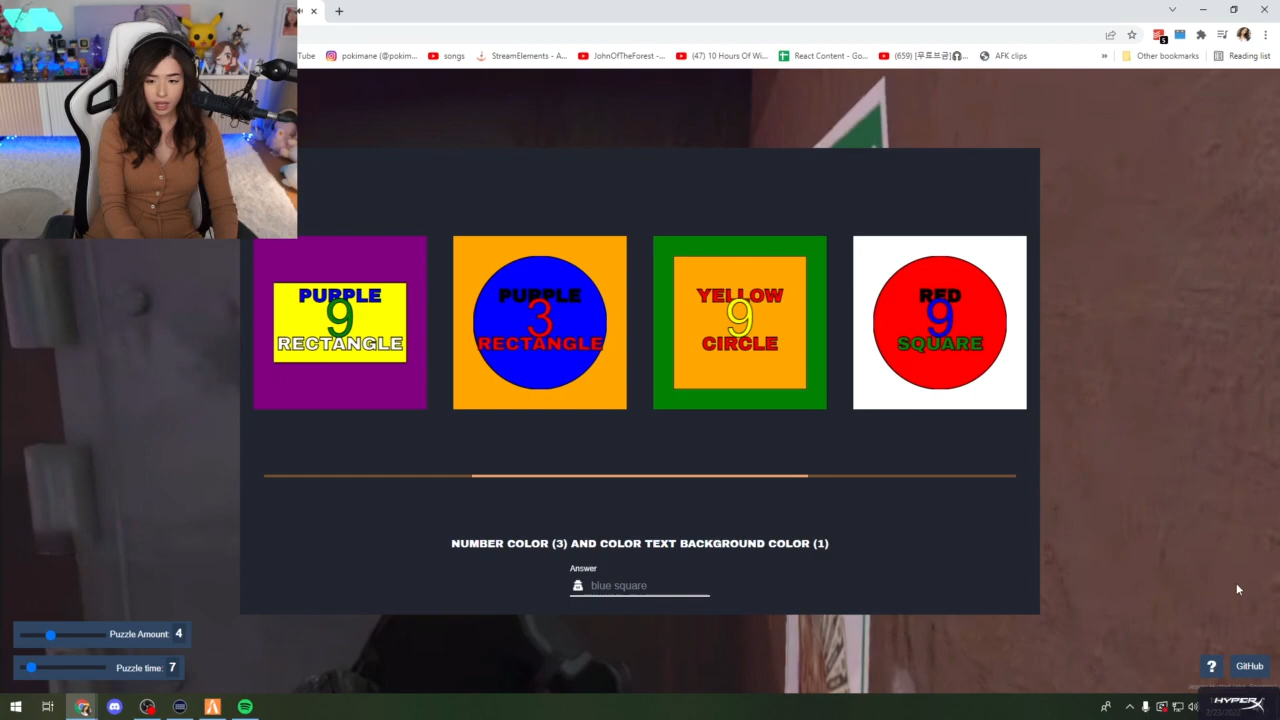 Tube
pokimane (@pokim...
songs
StreamElements - A...
JohnOfTheForest -...
(47) 10 Hours Of Wi...
React Content - Go...
AFK clips
»
Other bookmarks
Reading list
PURPLE
9
RECTANGLE
PURPLE
3
RECTANGLE
YELLOW
9
CIRCLE
RED
9
SQUARE
NUMBER COLOR (3) AND COLOR TEXT BACKGROUND COLOR (1)
Answer
blue square
Puzzle Amount: 4
Puzzle time: 7
?
GitHub
HYPERX